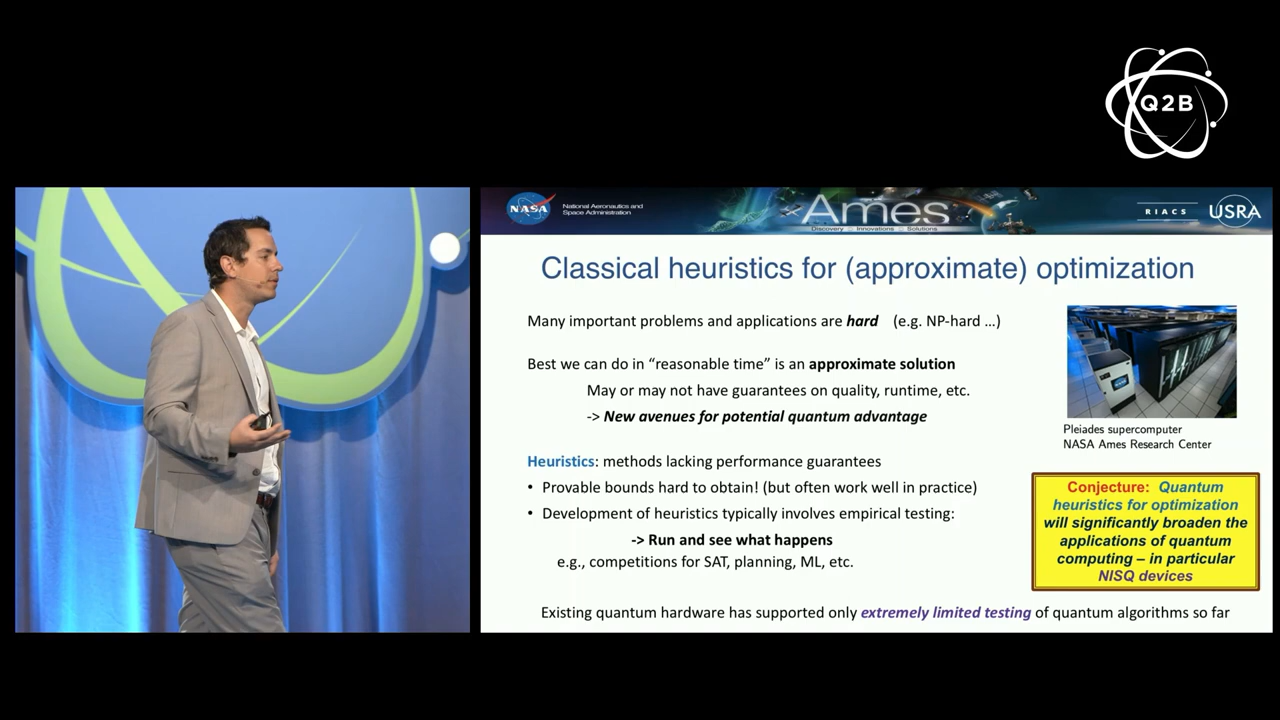 Q2B
NASA
National Aeronautics and
Space Administration
Ames
Discovery :: Innovations :: Solutions
RIACS
USRA
Classical heuristics for (approximate) optimization
Many important problems and applications are hard (e.g. NP-hard …)
Best we can do in “reasonable time” is an approximate solution
May or may not have guarantees on quality, runtime, etc.
-> New avenues for potential quantum advantage
Pleiades supercomputer
NASA Ames Research Center
Heuristics: methods lacking performance guarantees
• Provable bounds hard to obtain! (but often work well in practice)
• Development of heuristics typically involves empirical testing:
-> Run and see what happens
e.g., competitions for SAT, planning, ML, etc.
Conjecture: Quantum
heuristics for optimization
will significantly broaden the
applications of quantum
computing – in particular
NISQ devices
Existing quantum hardware has supported only extremely limited testing of quantum algorithms so far